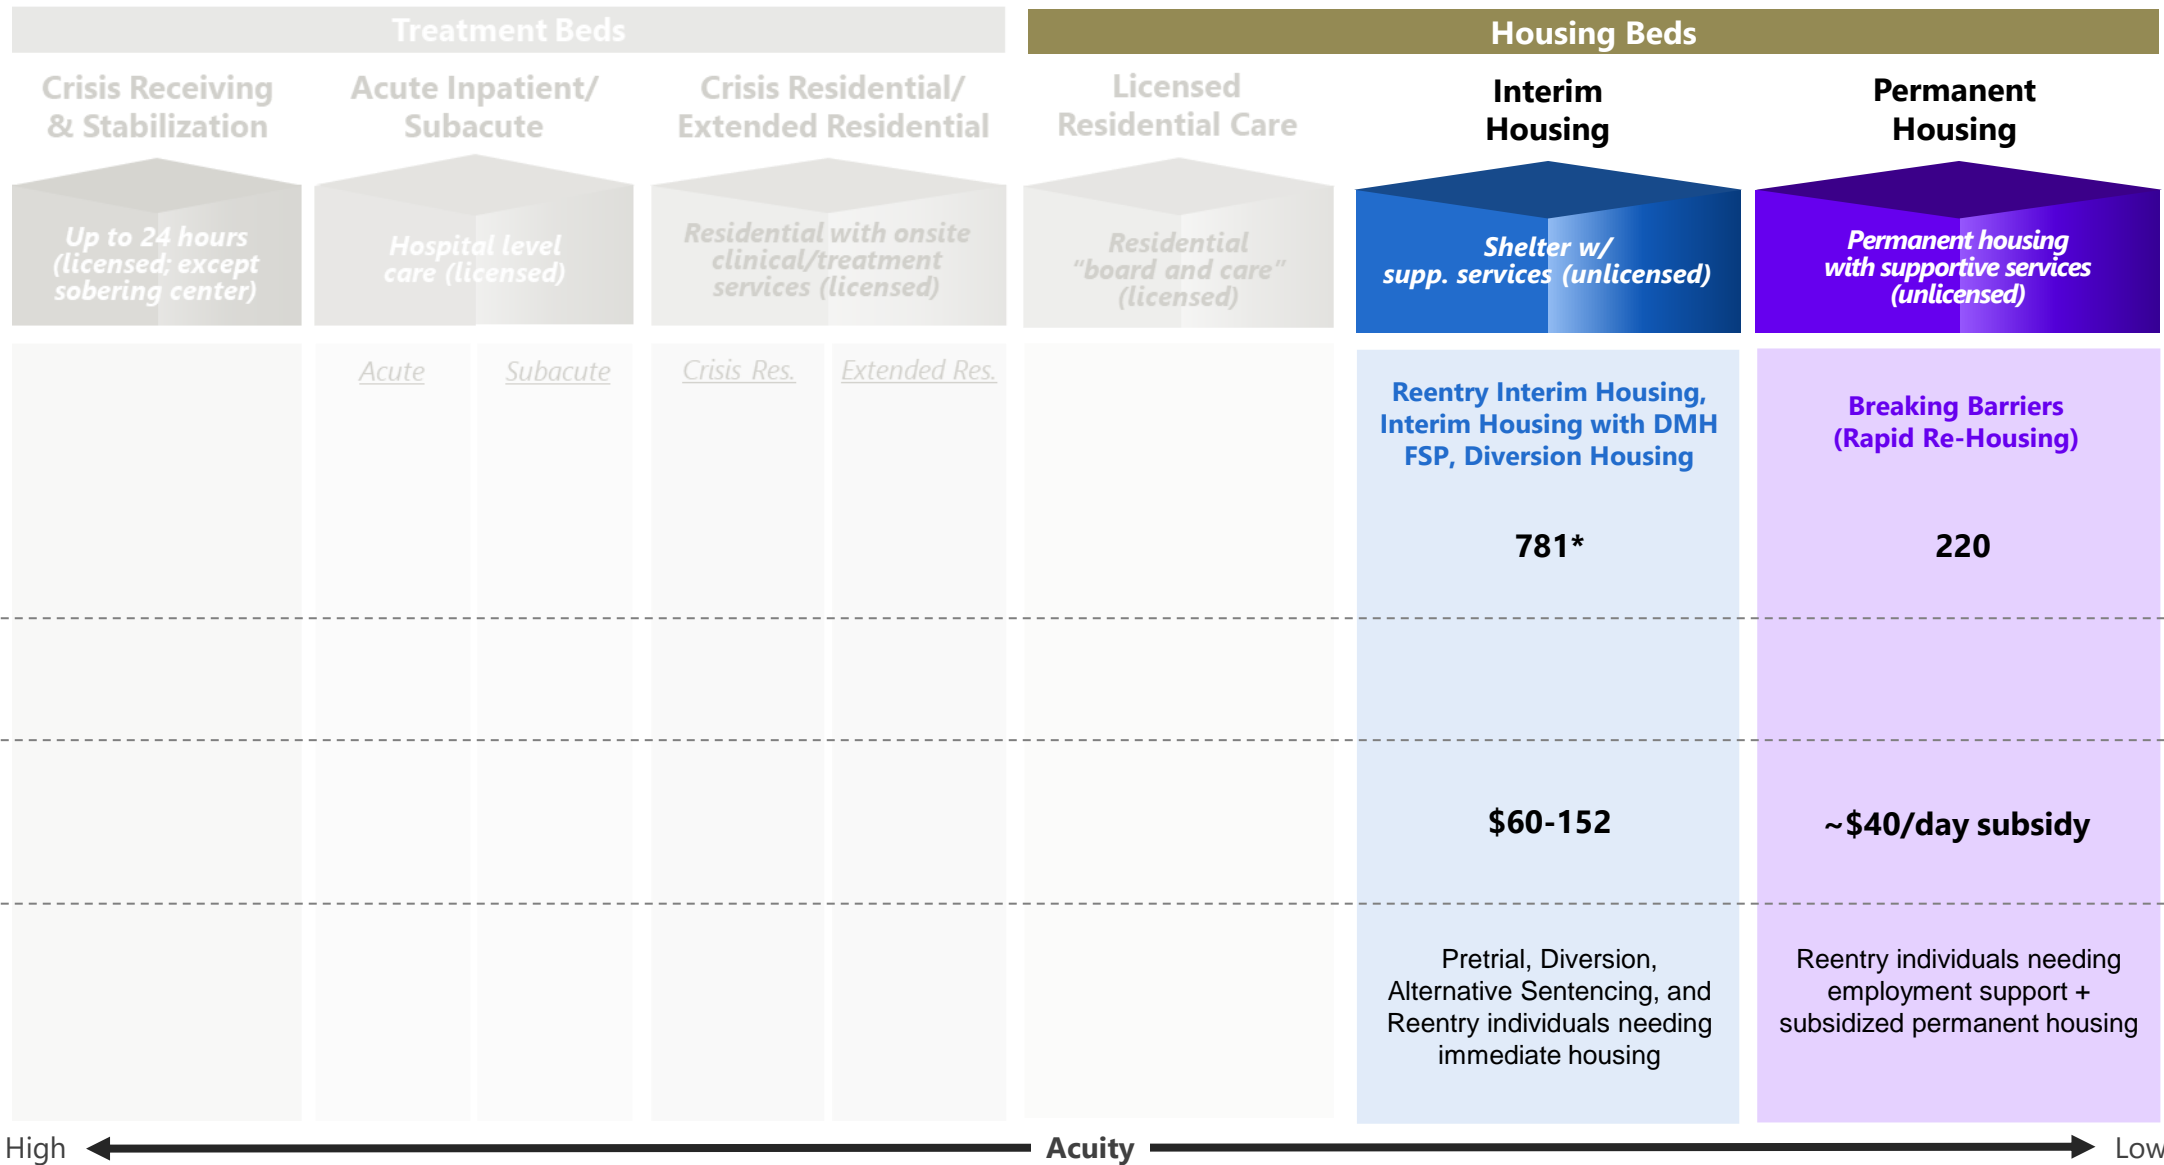 Treatment Beds
Housing Beds
Crisis Receiving
& Stabilization
Acute Inpatient/
Subacute
Crisis Residential/
Extended Residential
Licensed
Residential Care
Interim
Housing
Permanent
Housing
Up to 24 hours
(licensed; except
sobering center)
Hospital level
care (licensed)
Residential with onsite
clinical/treatment
services (licensed)
Residential
“board and care”
(licensed)
Shelter w/
supp. services (unlicensed)
Permanent housing
with supportive services
(unlicensed)
Acute
Subacute
Crisis Res.
Extended Res.
Reentry Interim Housing,
Interim Housing with DMH
FSP, Diversion Housing
Breaking Barriers
(Rapid Re-Housing)
781*
220
$60-152
~$40/day subsidy
Pretrial, Diversion,
Alternative Sentencing, and
Reentry individuals needing
immediate housing
Reentry individuals needing
employment support +
subsidized permanent housing
High
Acuity
Low